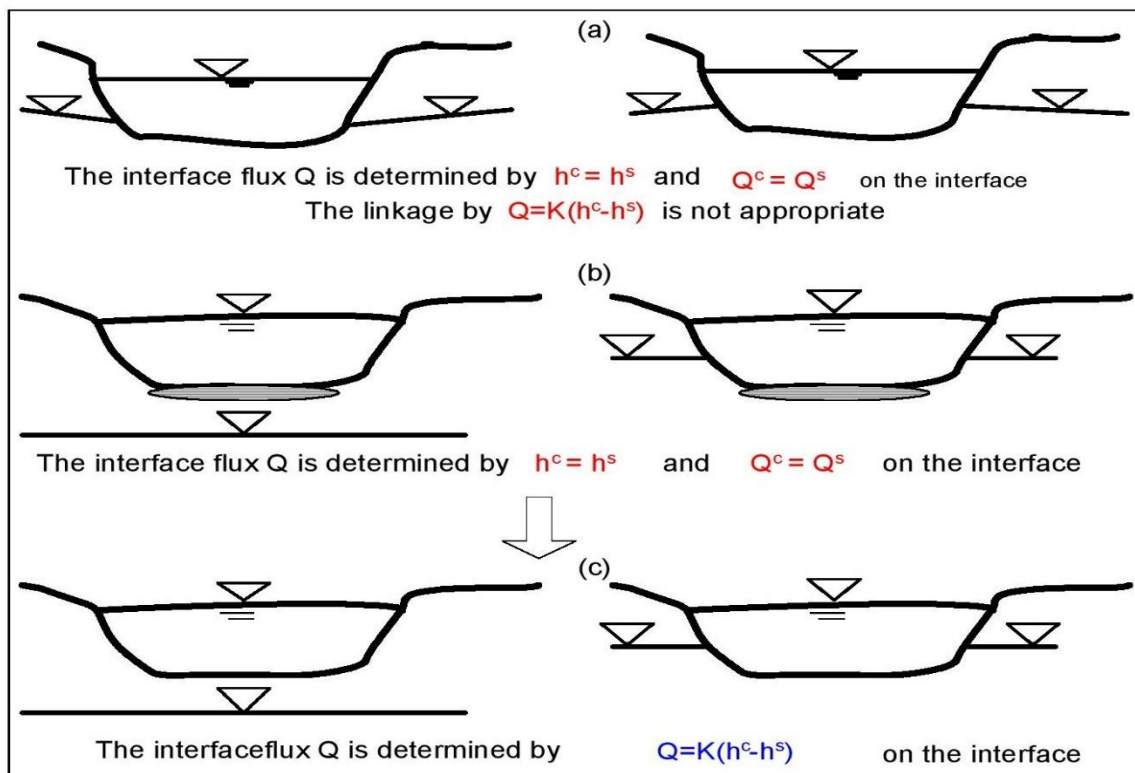 (a)
The interface flux Q is determined by hᶜ = hˢ and Qᶜ = Qˢ on the interface
The linkage by Q=K(hᶜ-hˢ) is not appropriate
(b)
The interface flux Q is determined by hᶜ = hˢ and Qᶜ = Qˢ on the interface
(c)
The interfaceflux Q is determined by Q=K(hᶜ-hˢ) on the interface